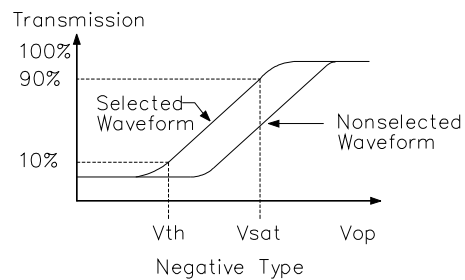 Transmission
100%
90%
Selected
Waveform
Nonselected
Waveform
10%
Vth
Vsat
Vop
Negative Type